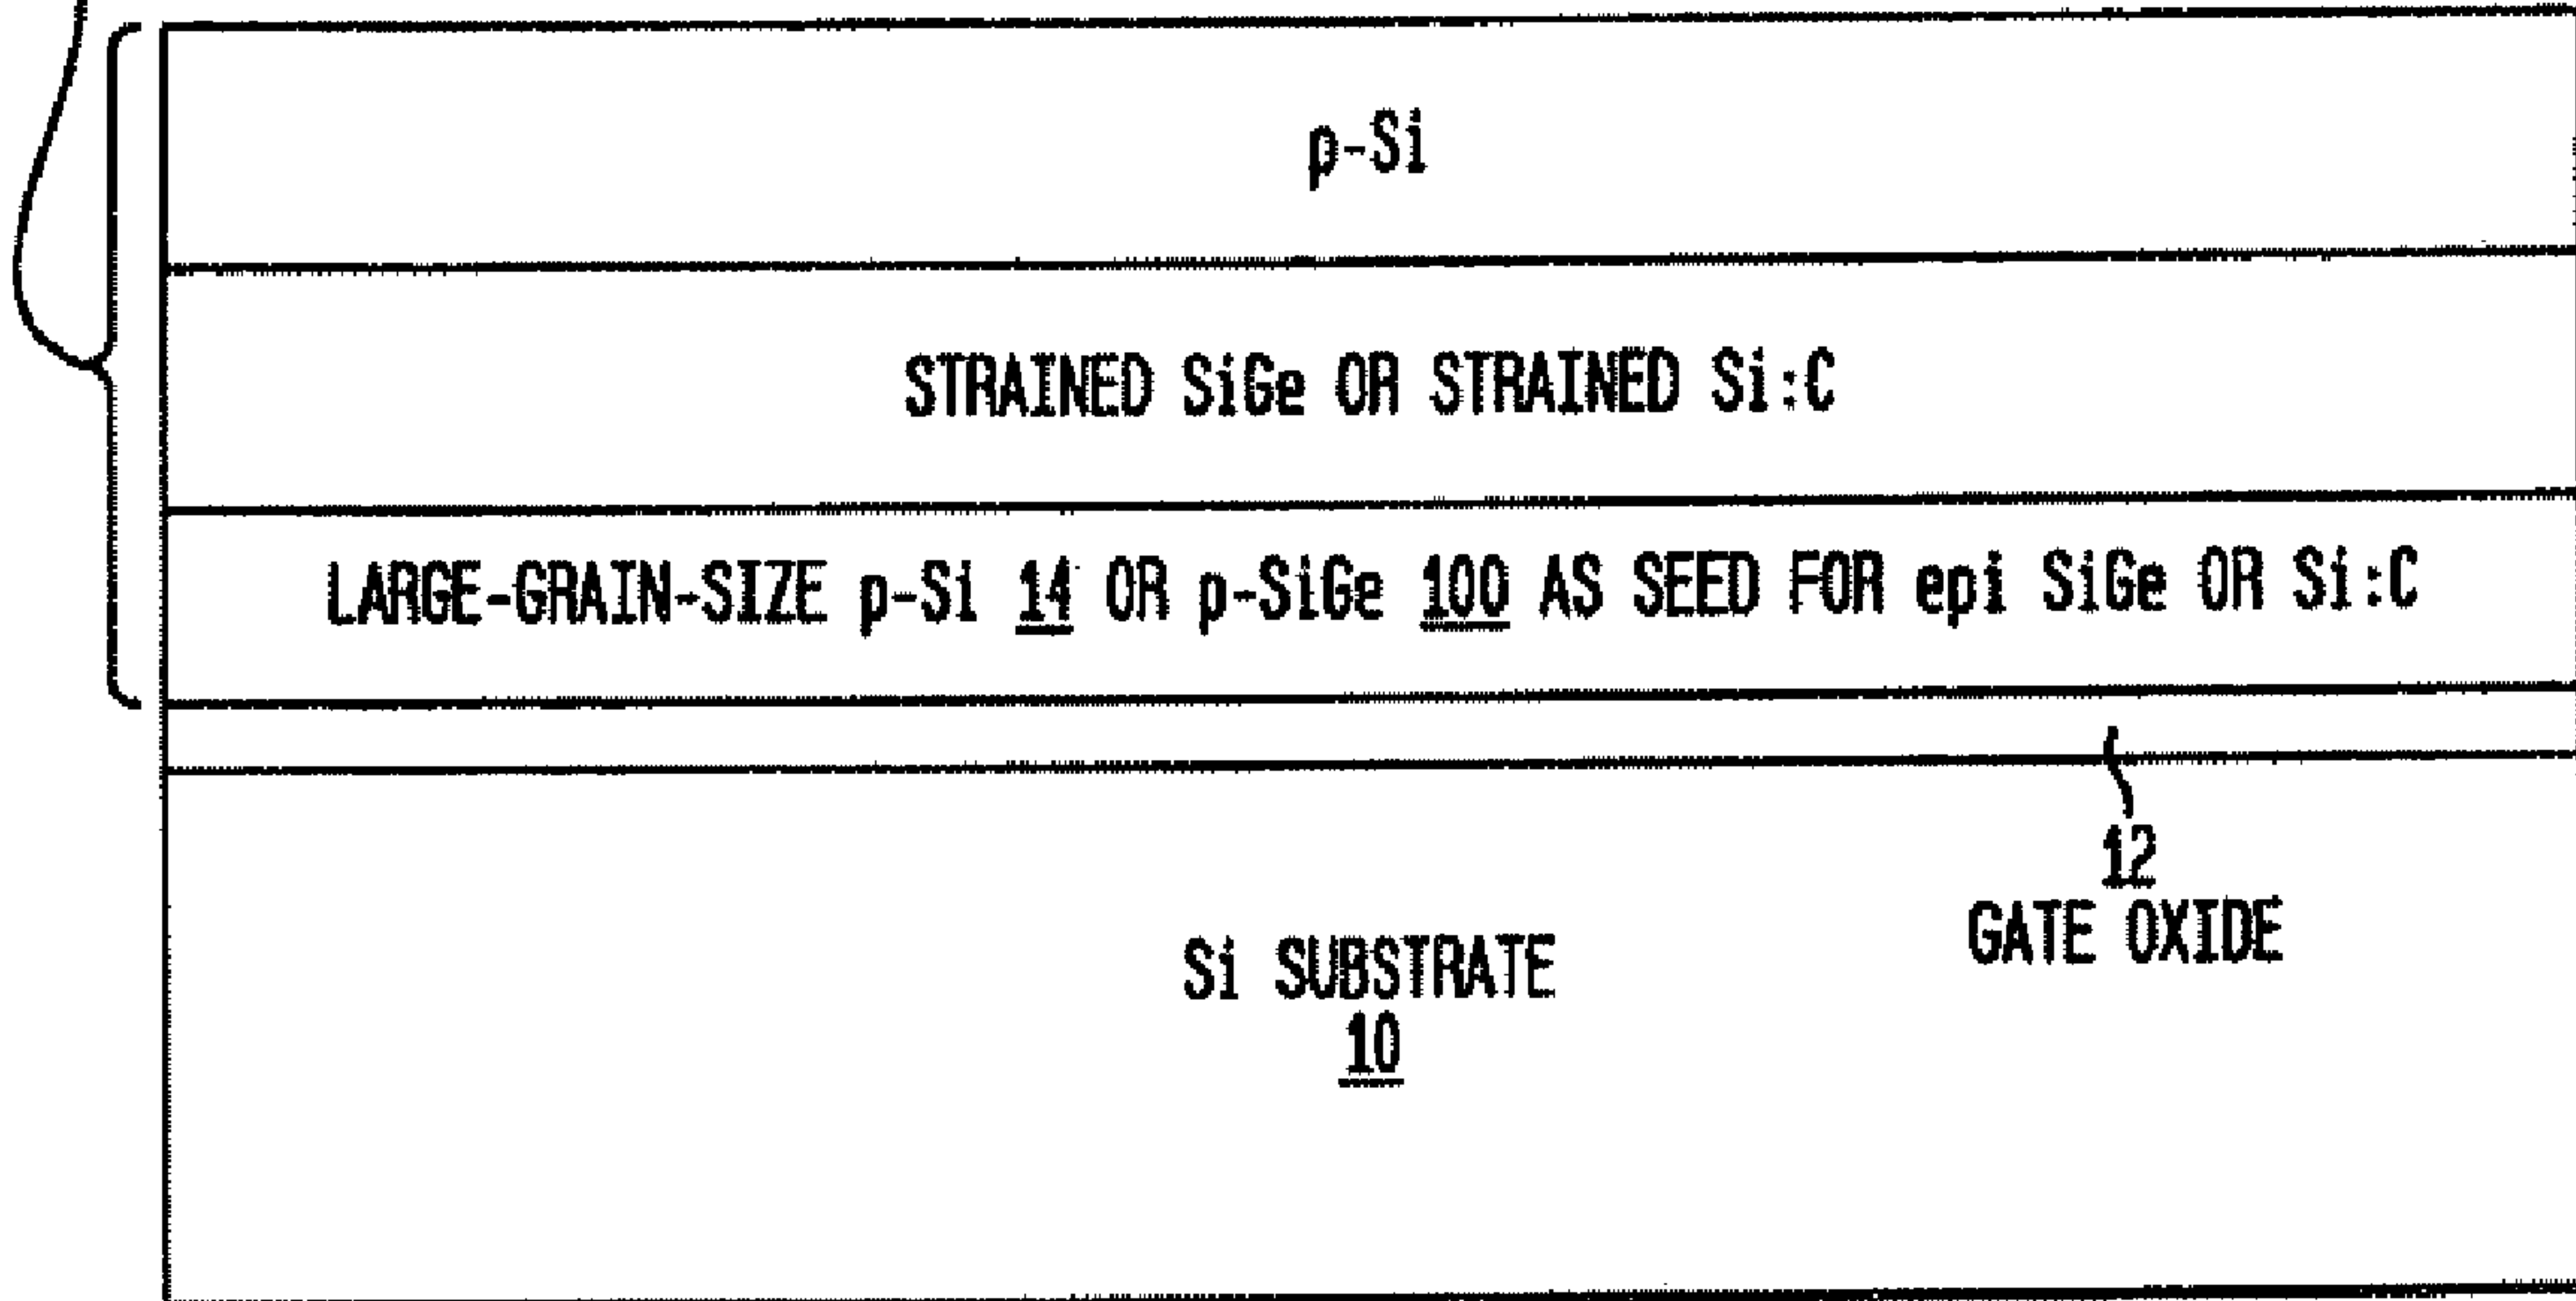 p-Si
STRAINED SiGe OR STRAINED Si:C
LARGE-GRAIN-SIZE p-Si 14 OR p-SiGe 100 AS SEED FOR epi SiGe OR Si:C
12
GATE OXIDE
Si SUBSTRATE
10